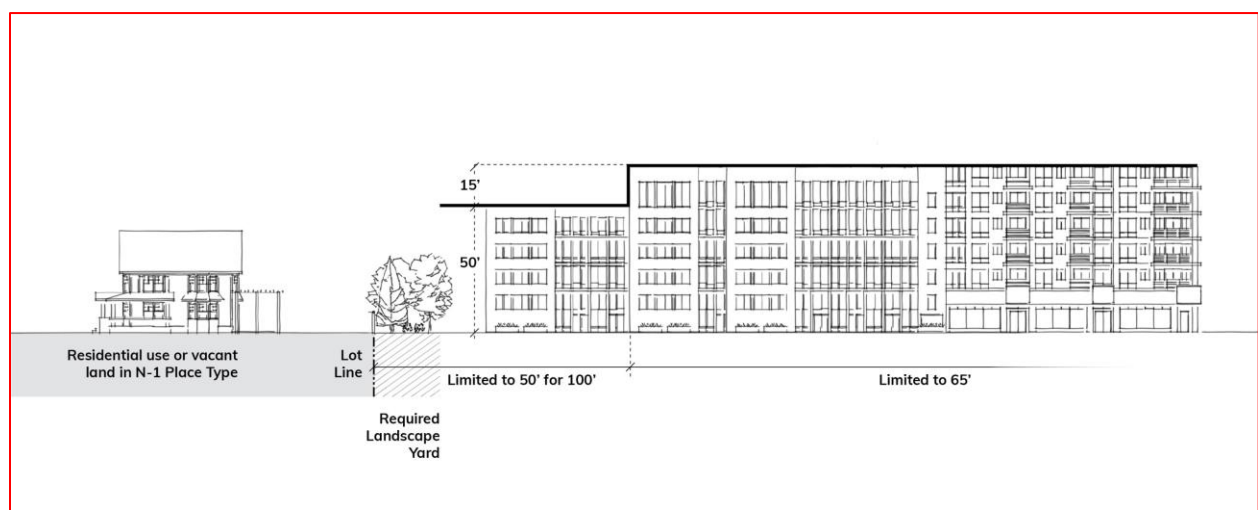 15’
50’
Residential use or vacant
land in N-1 Place Type
Lot
Line
Limited to 50’ for 100’
Limited to 65’
Required
Landscape
Yard